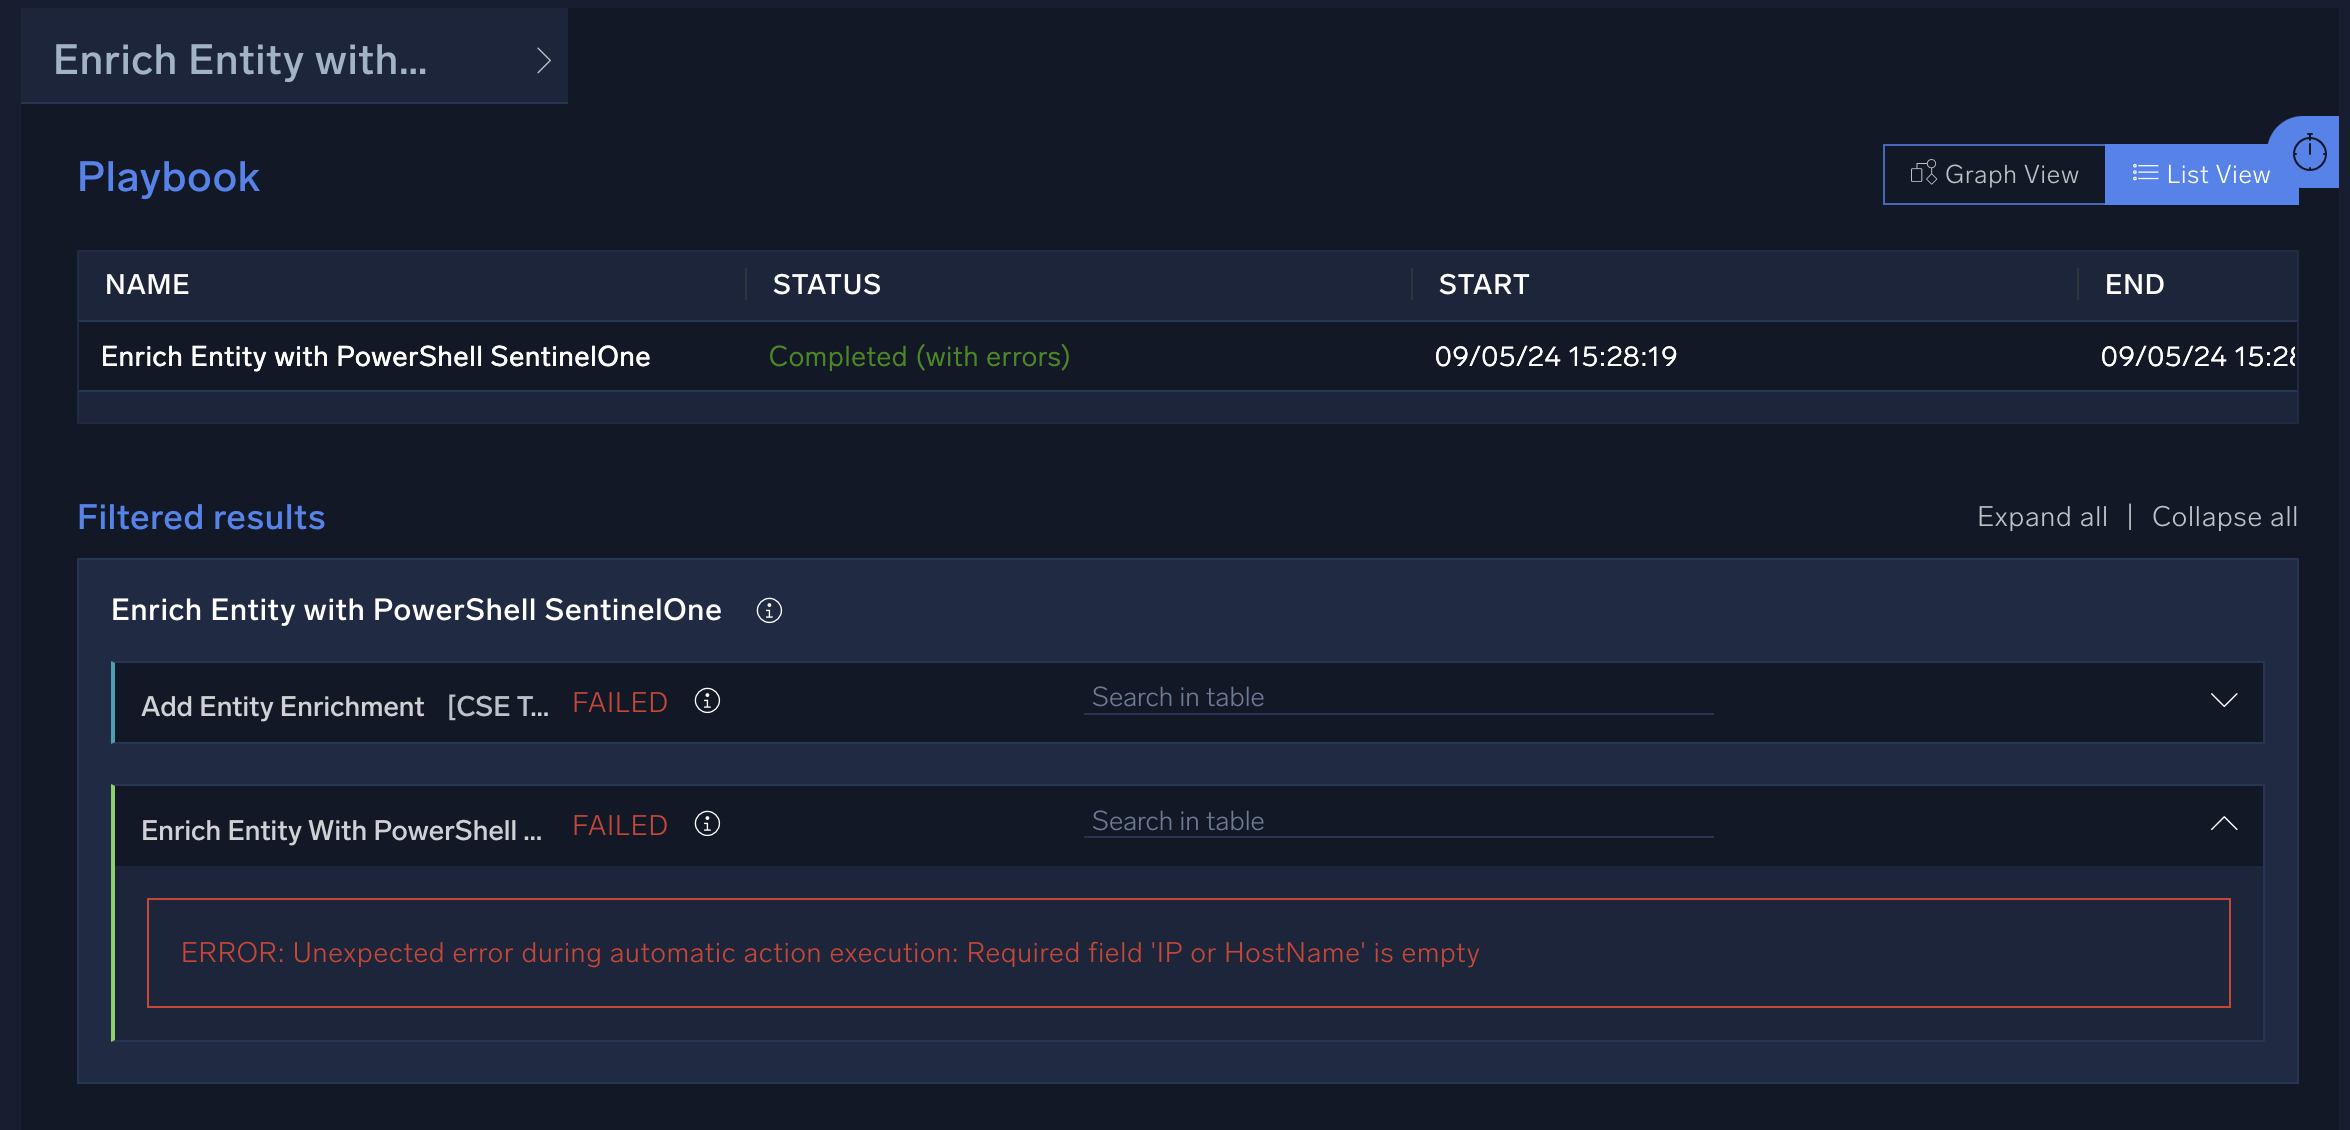 Enrich Entity with...
Playbook
Graph View
List View
NAME STATUS START END
Enrich Entity with PowerShell SentinelOne Completed (with errors) 09/05/24 15:28:19 09/05/24 15:28
Filtered results
Expand all | Collapse all
Enrich Entity with PowerShell SentinelOne
Add Entity Enrichment [CSE T... FAILED Search in table
Enrich Entity With PowerShell ... FAILED Search in table
ERROR: Unexpected error during automatic action execution: Required field 'IP or HostName' is empty